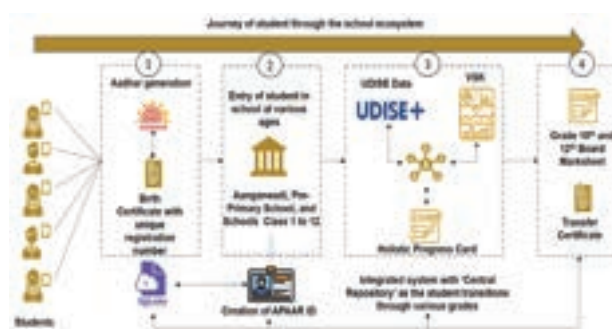 Journey of student through the school ecosystem
1
Aadhar generation
Birth
Certificate with
unique
registration
number
2
Entry of student in
school at various
ages
Aanganwadi, Pre-
Primary School, and
Schools Class 1 to 12
Creation of APAAR ID
3
UDISE Data
VSK
UDISE+
Holistic Progress Card
Integrated system with 'Central
Repository' as the student transitions
through various grades
4
Grade 10th and
12th Board
Marksheet
Transfer
Certificate
Students